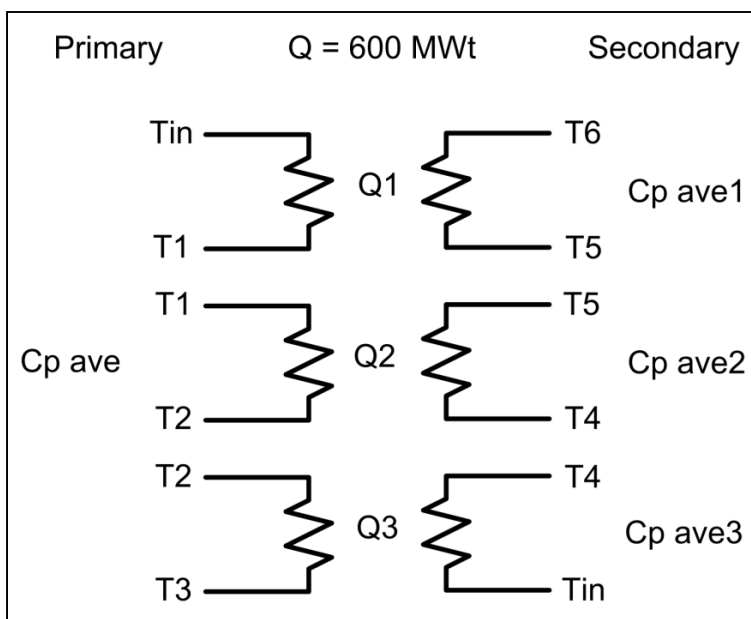 Primary Q = 600 MWt Secondary
Tin T6
Q1 Cp ave1
T1 T5
T1 T5
Cp ave Q2 Cp ave2
T2 T4
T2 T4
Q3 Cp ave3
T3 Tin